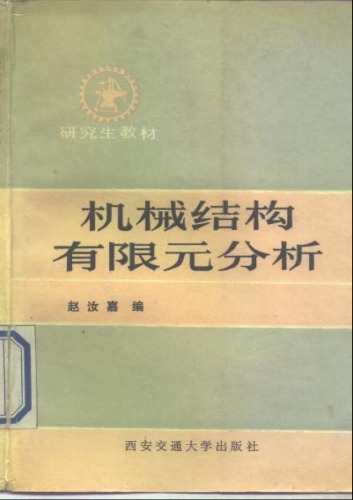 研究生教材
机械结构
有限元分析
赵汝嘉 编
西安交通大学出版社